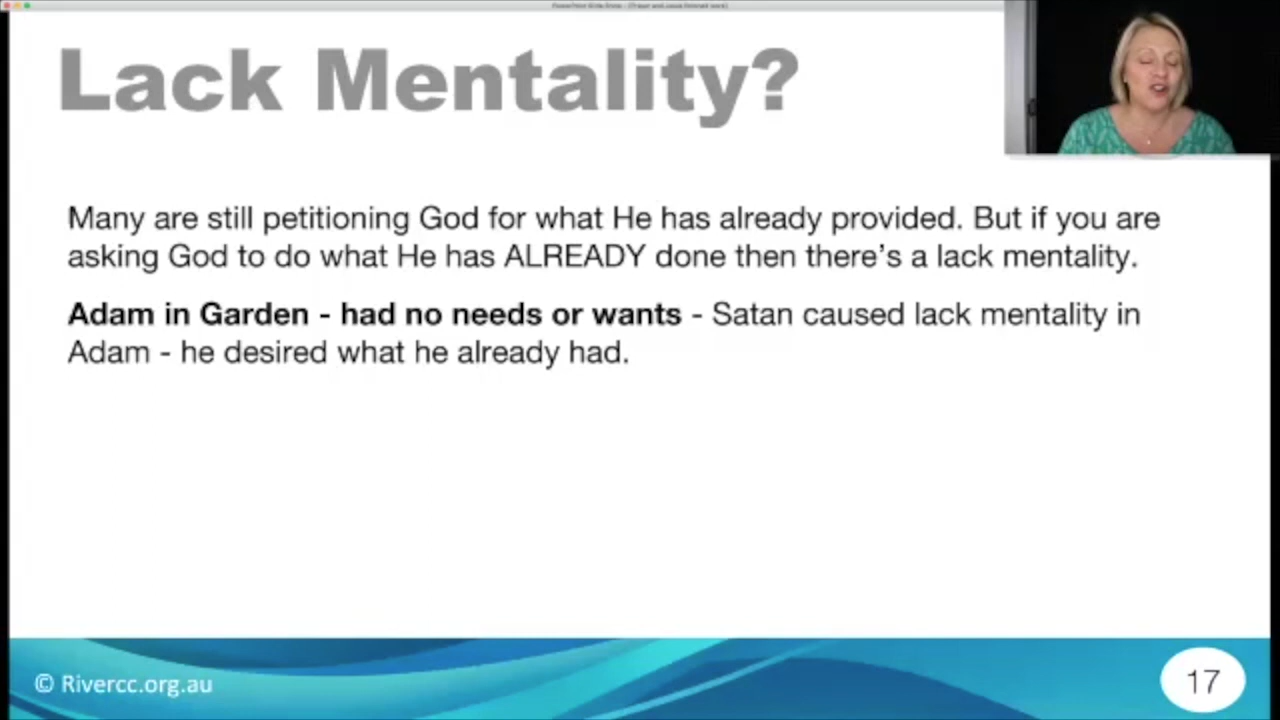 Lack Mentality?
Many are still petitioning God for what He has already provided. But if you are
asking God to do what He has ALREADY done then there’s a lack mentality.
Adam in Garden - had no needs or wants - Satan caused lack mentality in
Adam - he desired what he already had.
© Rivercc.org.au
17